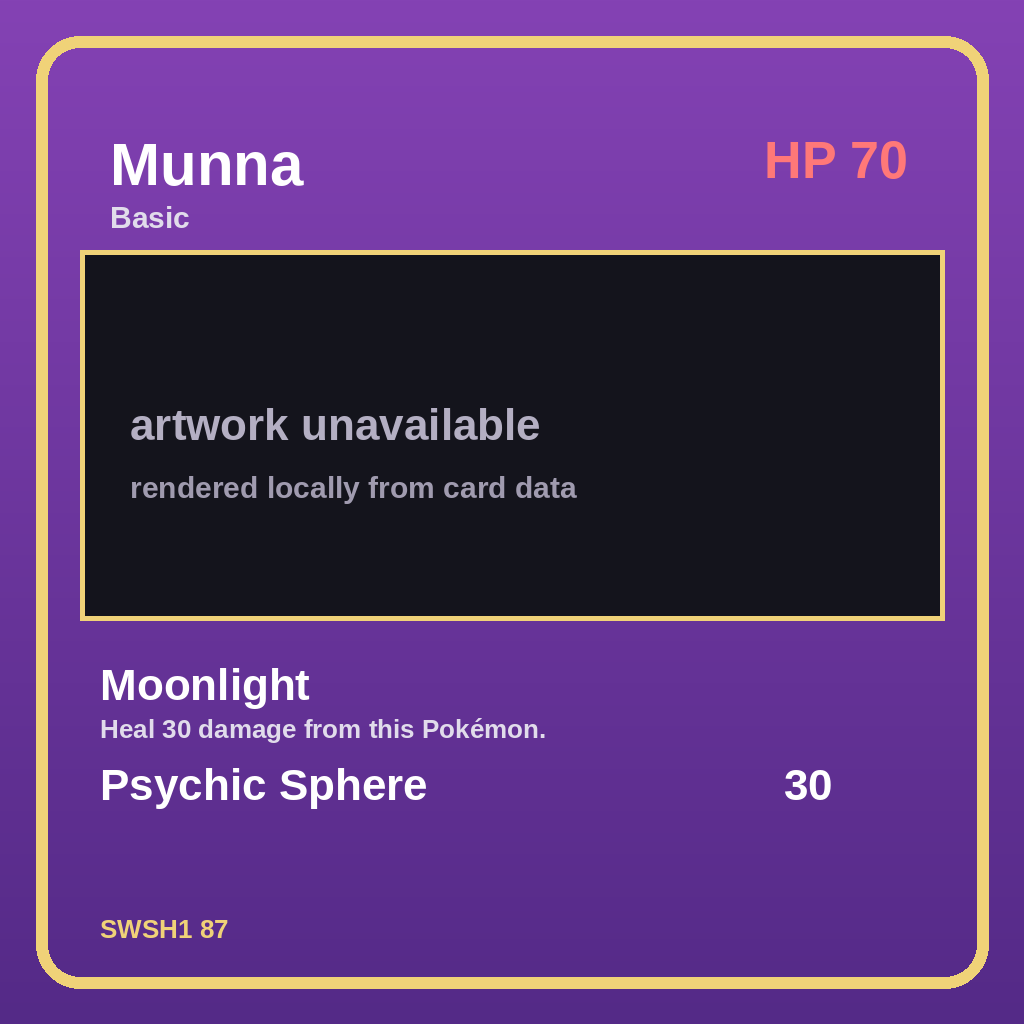 Munna
HP 70
Basic
artwork unavailable
rendered locally from card data
Moonlight
Heal 30 damage from this Pokémon.
Psychic Sphere 30
SWSH1 87